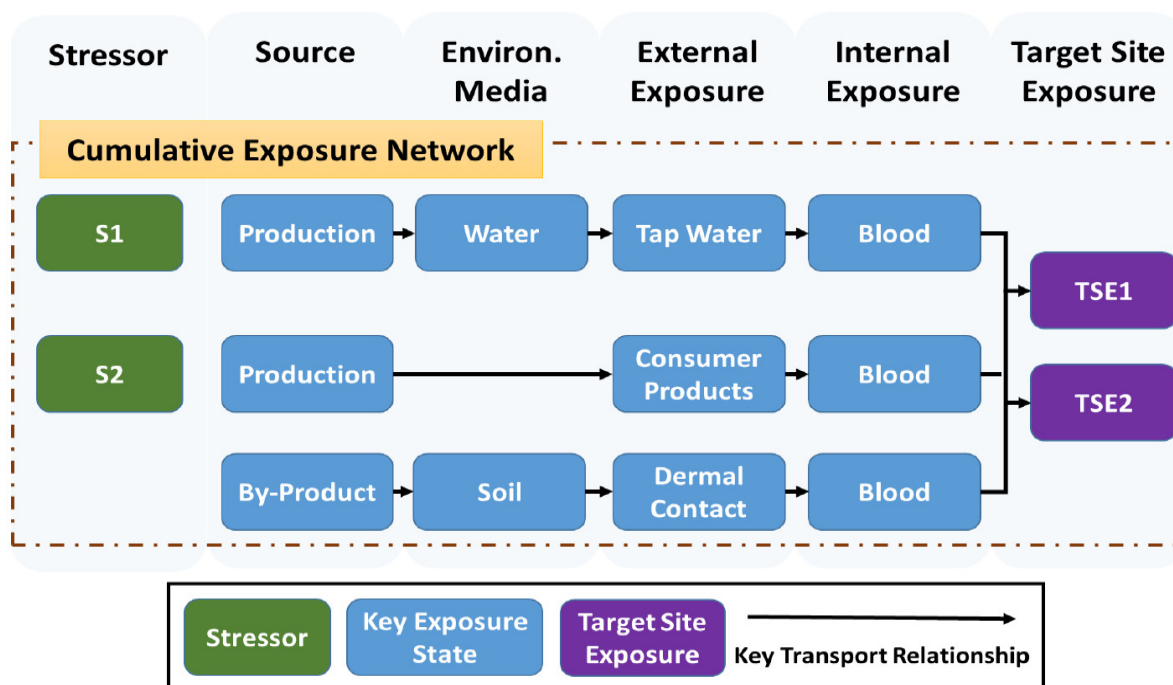 Stressor
Source
Environ.
Media
External
Exposure
Internal
Exposure
Target Site
Exposure
Cumulative Exposure Network
S1
Production
Water
Tap Water
Blood
TSE1
S2
Production
Consumer
Products
Blood
TSE2
By-Product
Soil
Dermal
Contact
Blood
Stressor
Key Exposure
State
Target Site
Exposure
Key Transport Relationship